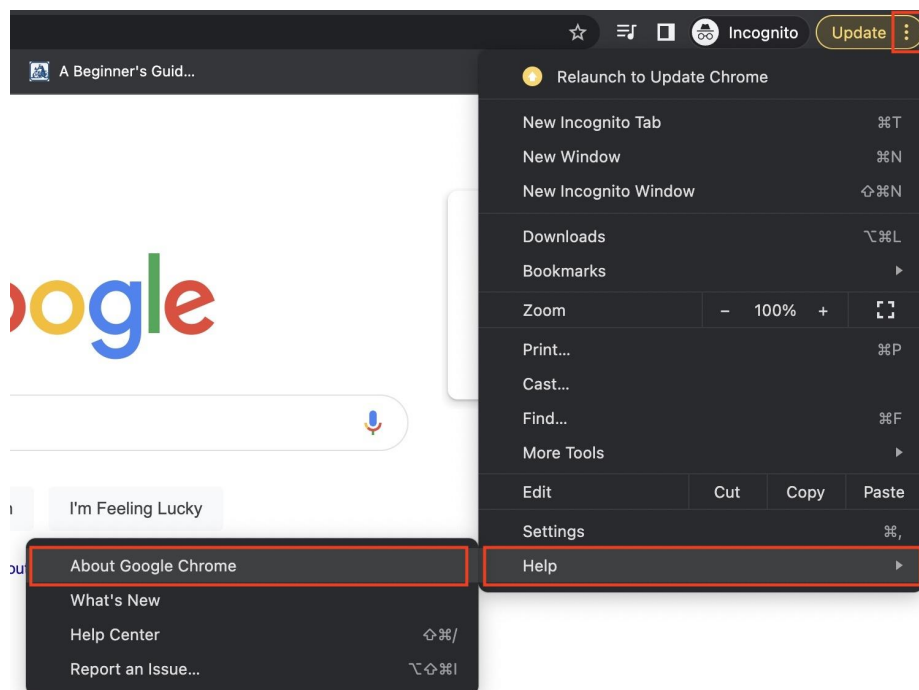 Incognito
Update
A Beginner's Guid...
Relaunch to Update Chrome
New Incognito Tab ⌘T
New Window ⌘N
New Incognito Window ⇧⌘N
Downloads ⌥⌘L
Bookmarks
Zoom − 100% +
Print... ⌘P
Cast...
Find... ⌘F
More Tools
Edit Cut Copy Paste
Settings ⌘,
Help
ogle
I'm Feeling Lucky
About Google Chrome
What's New
Help Center ⇧⌘/
Report an Issue... ⌥⇧⌘I